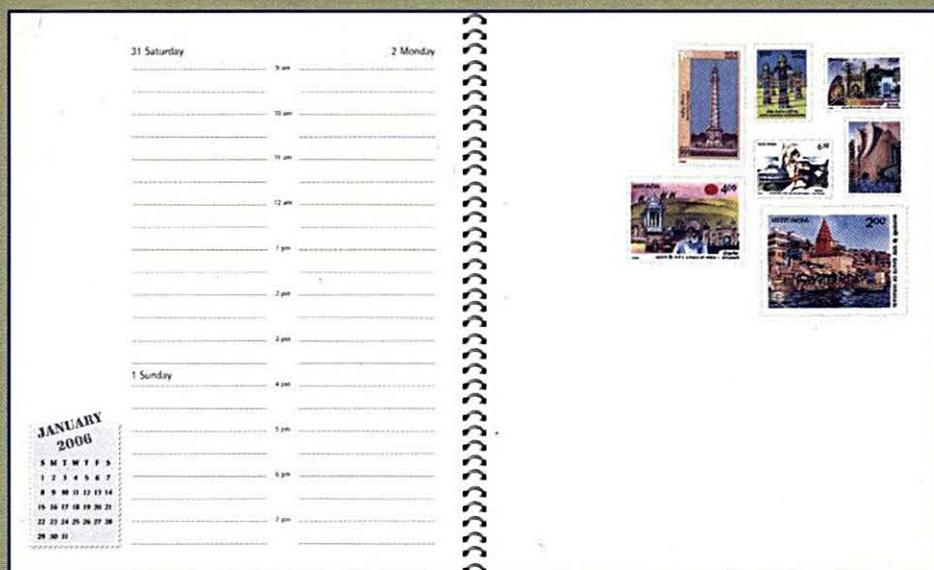 31 Saturday
2 Monday
9 am
10 am
11 am
12 am
1 pm
2 pm
3 pm
1 Sunday
4 pm
5 pm
6 pm
7 pm
JANUARY
2006
S M T W T F S
1 2 3 4 5 6 7
8 9 10 11 12 13 14
15 16 17 18 19 20 21
22 23 24 25 26 27 28
29 30 31
4.00
2.00
INDIA